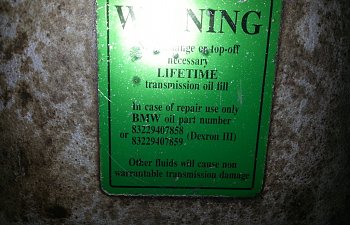 WARNING
or top-off
necessary
LIFETIME
transmission oil fill
In case of repair use only
BMW oil part number
83229407858
or (Dexron III)
83229407859
Other fluids will cause non
warrantable transmission damage